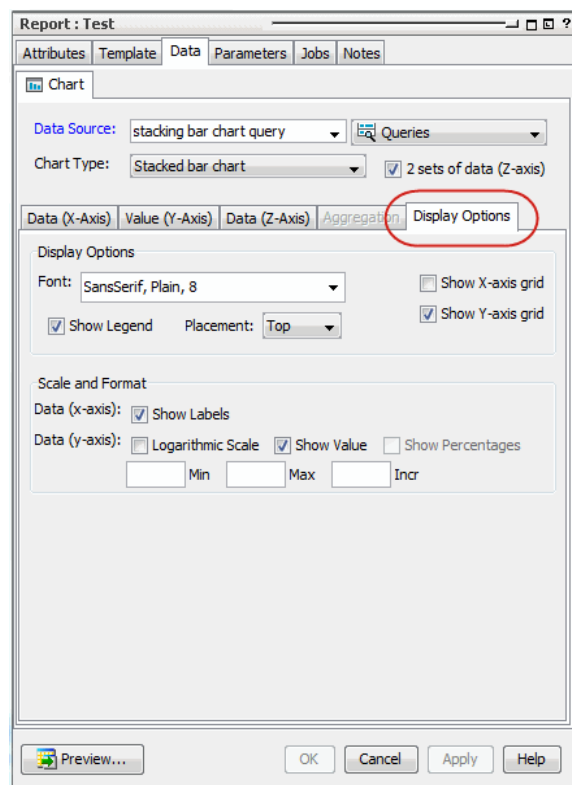 Report : Test
?
Attributes Template Data Parameters Jobs Notes
Chart
Data Source: stacking bar chart query Queries
Chart Type: Stacked bar chart 2 sets of data (Z-axis)
Data (X-Axis) Value (Y-Axis) Data (Z-Axis) Aggregation Display Options
Display Options
Font: SansSerif, Plain, 8 Show X-axis grid
Show Legend Placement: Top Show Y-axis grid
Scale and Format
Data (x-axis): Show Labels
Data (y-axis): Logarithmic Scale Show Value Show Percentages
Min Max Incr
Preview... OK Cancel Apply Help